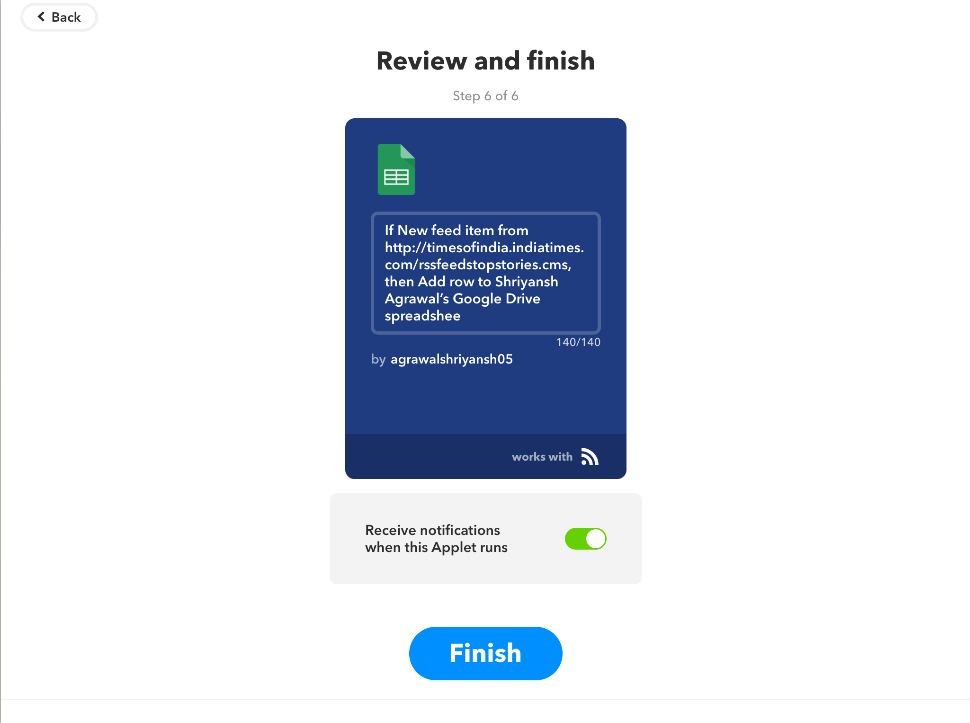 Back
Review and finish
Step 6 of 6
If New feed item from
http://timesofindia.indiatimes.
com/rssfeedstopstories.cms,
then Add row to Shriyansh
Agrawal's Google Drive
spreadshee
140/140
by agrawalshriyansh05
works with
Receive notifications
when this Applet runs
Finish